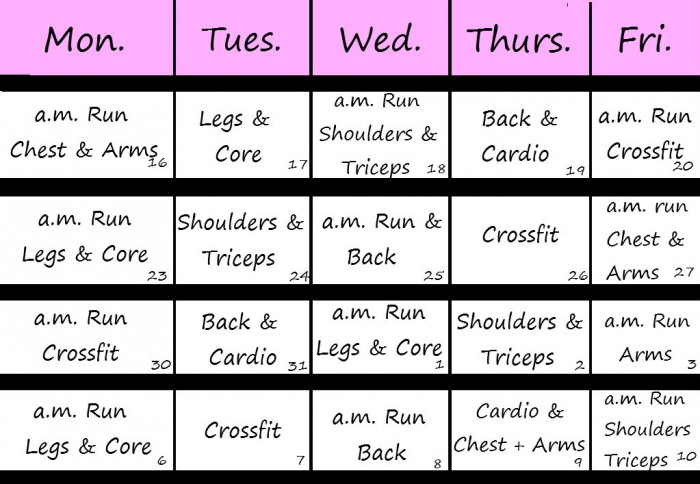 Mon. Tues. Wed. Thurs. Fri.
a.m. Run
Chest & Arms
16
Legs &
Core
17
a.m. Run
Shoulders &
Triceps 18
Back &
Cardio
19
a.m. Run
Crossfit
20
a.m. Run
Legs & Core
23
Shoulders &
Triceps
24
a.m. Run &
Back
25
Crossfit
26
a.m. run
Chest &
Arms 27
a.m. Run
Crossfit
30
Back &
Cardio
31
a.m. Run
Legs & Core
1
Shoulders &
Triceps
2
a.m. Run
Arms
3
a.m. Run
Legs & Core
6
Crossfit
7
a.m. Run
Back
8
Cardio &
Chest + Arms
9
a.m. Run
Shoulders
Triceps 10